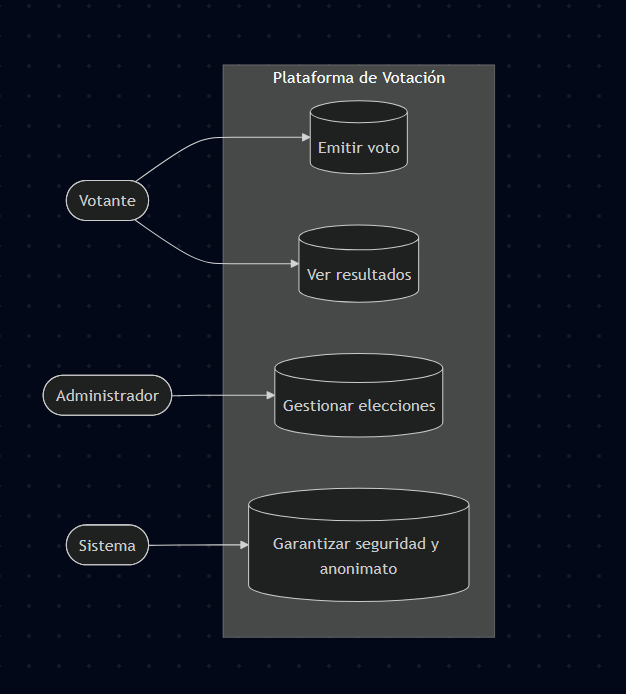 Plataforma de Votación
Emitir voto
Votante
Ver resultados
Administrador
Gestionar elecciones
Sistema
Garantizar seguridad y
anonimato